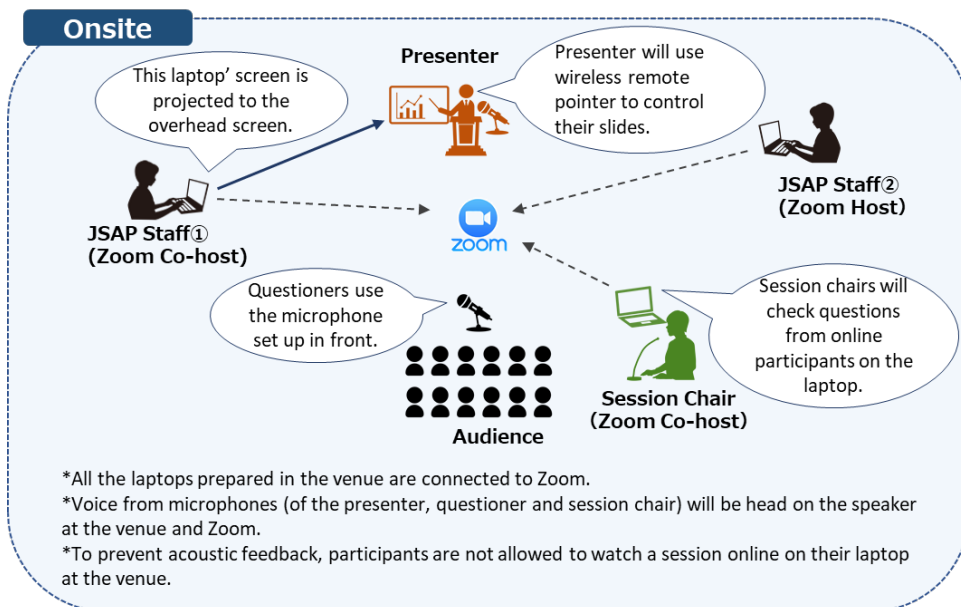 Onsite
Presenter
This laptop’ screen is
projected to the
overhead screen.
Presenter will use
wireless remote
pointer to control
their slides.
JSAP Staff①
(Zoom Co-host)
zoom
JSAP Staff②
(Zoom Host)
Questioners use
the microphone
set up in front.
Session chairs will
check questions
from online
participants on the
laptop.
Audience
Session Chair
(Zoom Co-host)
*All the laptops prepared in the venue are connected to Zoom.
*Voice from microphones (of the presenter, questioner and session chair) will be head on the speaker
at the venue and Zoom.
*To prevent acoustic feedback, participants are not allowed to watch a session online on their laptop
at the venue.